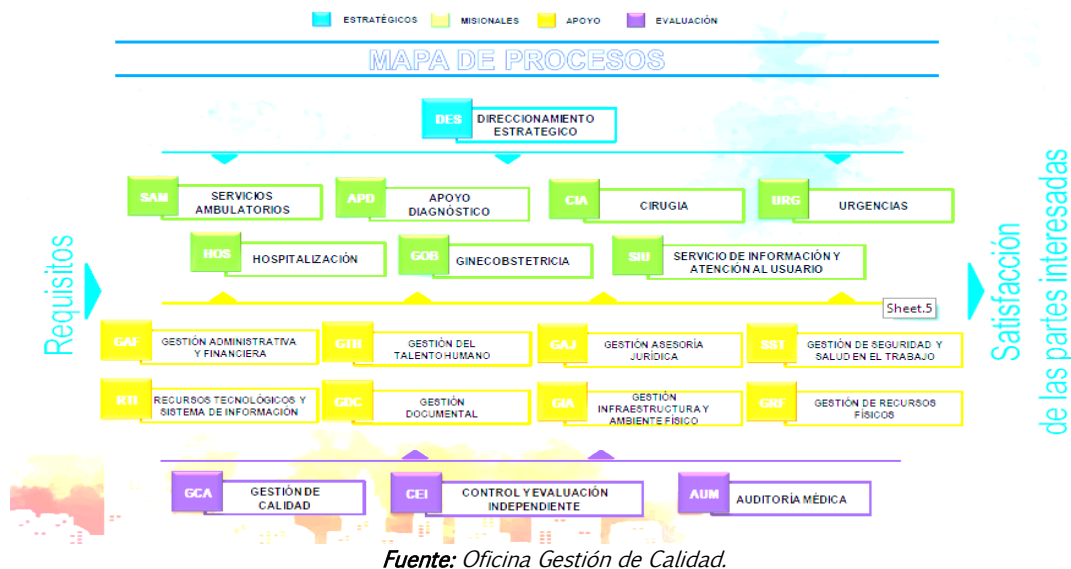 ESTRATÉGICOS MISIONALES APOYO EVALUACIÓN
MAPA DE PROCESOS
DES DIRECCIONAMIENTO
ESTRATEGICO
SAM SERVICIOS
AMBULATORIOS
APD APOYO
DIAGNÓSTICO
CIA CIRUGIA
URG URGENCIAS
HOS HOSPITALIZACIÓN
GOB GINECOBSTETRICIA
SIU SERVICIO DE INFORMACIÓN Y
ATENCIÓN AL USUARIO
Requisitos
Satisfacción
de las partes interesadas
Sheet.5
GAF GESTIÓN ADMINISTRATIVA
Y FINANCIERA
GTH GESTIÓN DEL
TALENTO HUMANO
GAJ GESTIÓN ASESORÍA
JURÍDICA
SST GESTIÓN DE SEGURIDAD Y
SALUD EN EL TRABAJO
RTI RECURSOS TECNOLÓGICOS Y
SISTEMA DE INFORMACIÓN
GDC GESTIÓN
DOCUMENTAL
GIA GESTIÓN
INFRAESTRUCTURA Y
AMBIENTE FÍSICO
GRF GESTIÓN DE RECURSOS
FÍSICOS
GCA GESTIÓN DE
CALIDAD
CEI CONTROL Y EVALUACIÓN
INDEPENDIENTE
AUM AUDITORÍA MÉDICA
Fuente: Oficina Gestión de Calidad.